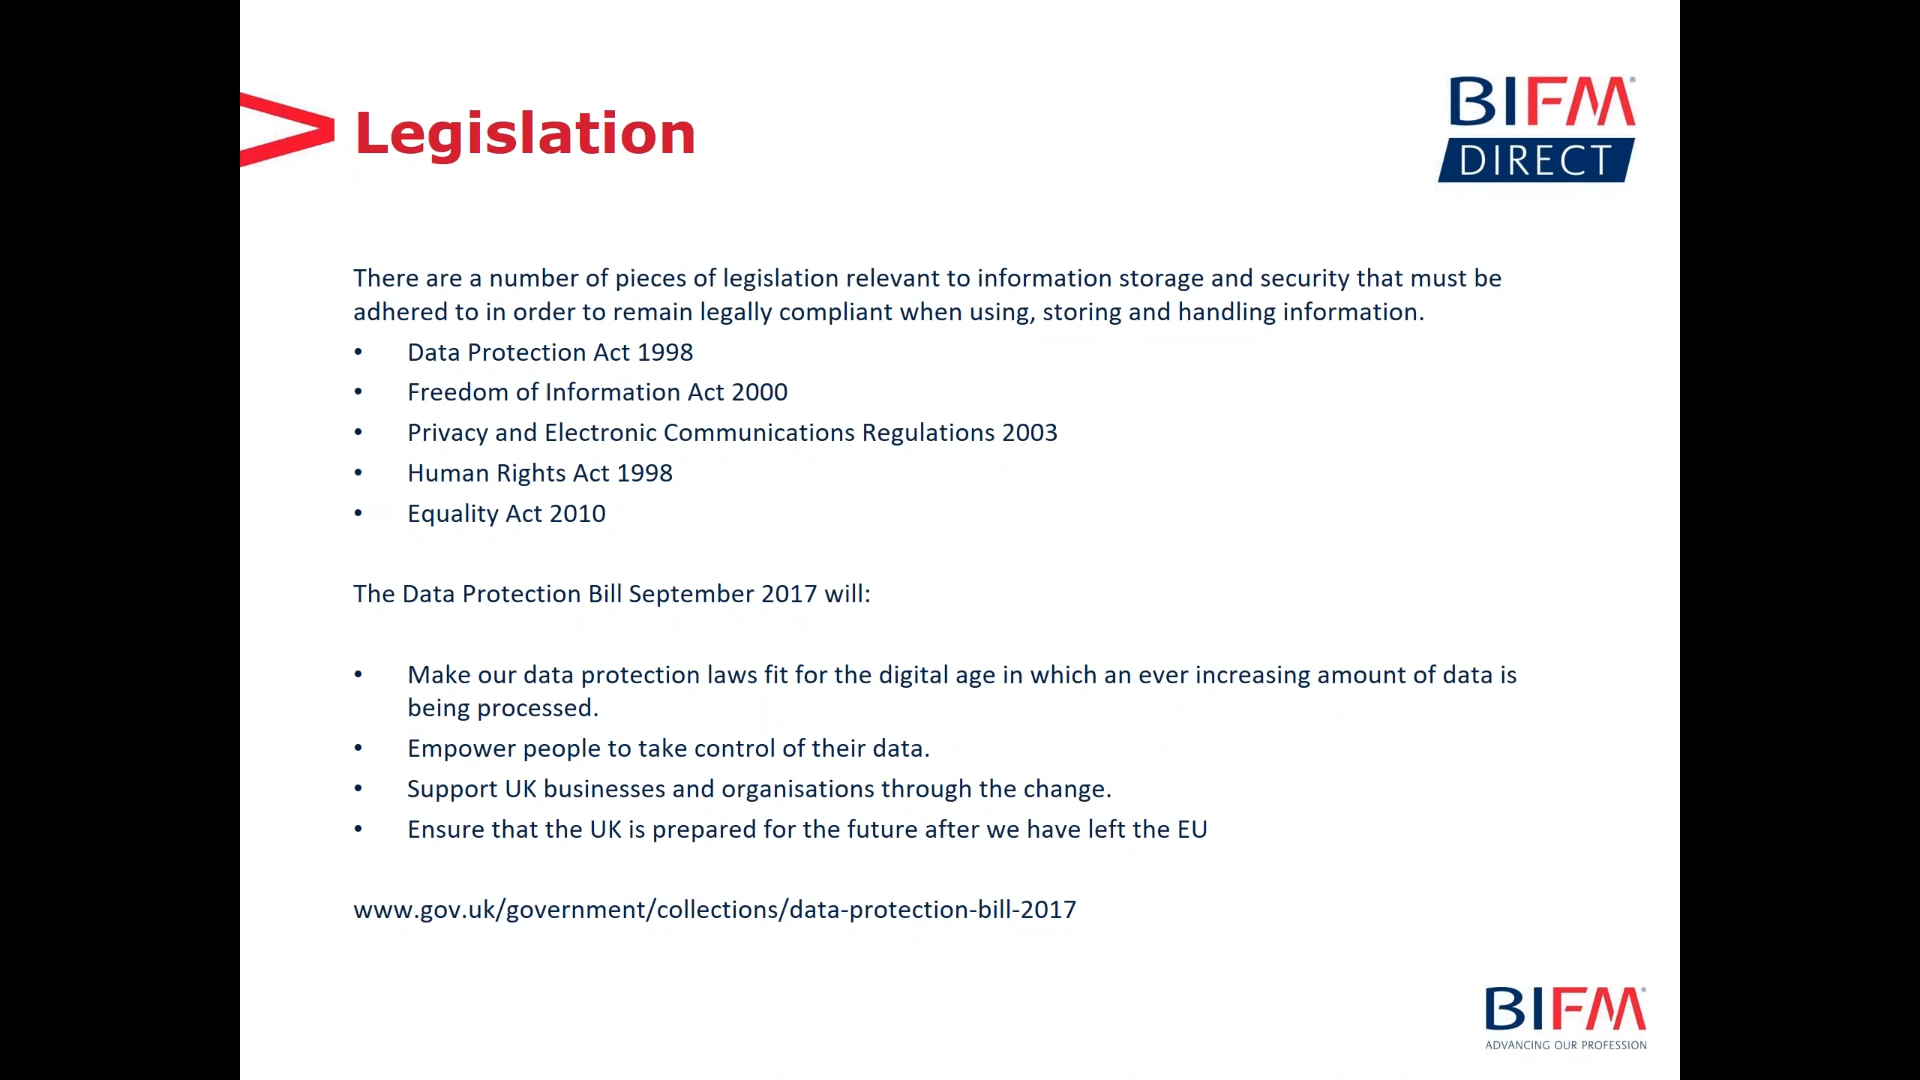 Legislation
BIFM®
DIRECT
There are a number of pieces of legislation relevant to information storage and security that must be
adhered to in order to remain legally compliant when using, storing and handling information.
• Data Protection Act 1998
• Freedom of Information Act 2000
• Privacy and Electronic Communications Regulations 2003
• Human Rights Act 1998
• Equality Act 2010
The Data Protection Bill September 2017 will:
• Make our data protection laws fit for the digital age in which an ever increasing amount of data is
being processed.
• Empower people to take control of their data.
• Support UK businesses and organisations through the change.
• Ensure that the UK is prepared for the future after we have left the EU
www.gov.uk/government/collections/data-protection-bill-2017
BIFM®
ADVANCING OUR PROFESSION